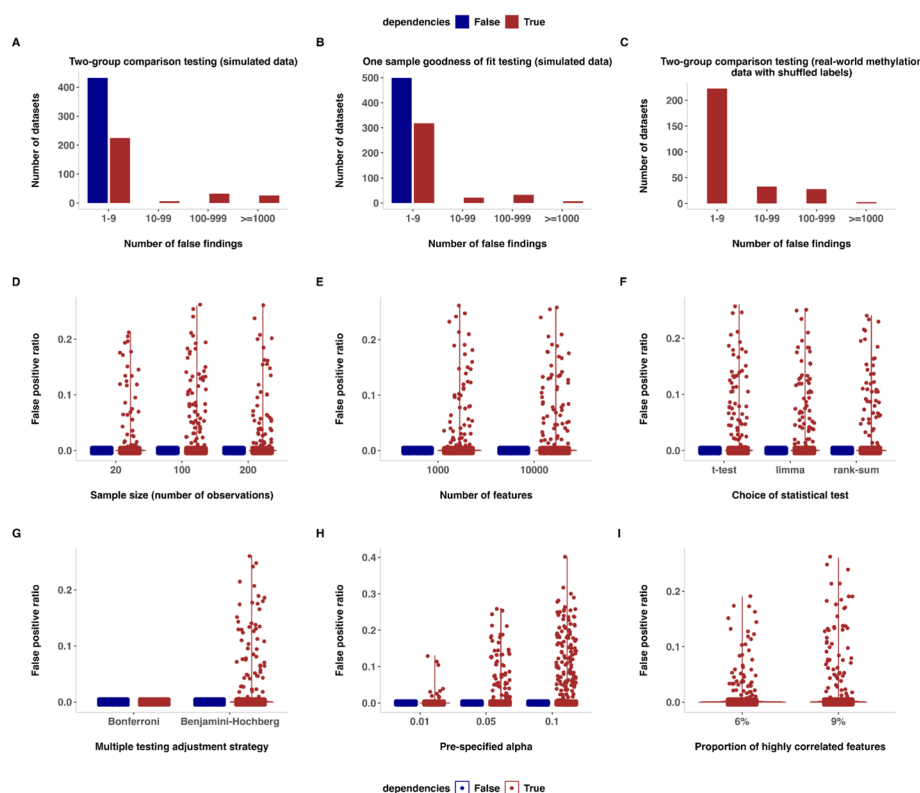 dependencies False True
A
Two-group comparison testing (simulated data)
Number of datasets
400
300
200
100
0
1-9 10-99 100-999 >=1000
Number of false findings
B
One sample goodness of fit testing (simulated data)
Number of datasets
500
400
300
200
100
0
1-9 10-99 100-999 >=1000
Number of false findings
C
Two-group comparison testing (real-world methylation
data with shuffled labels)
Number of datasets
200
150
100
50
0
1-9 10-99 100-999 >=1000
Number of false findings
D
False positive ratio
0.2
0.1
0.0
20 100 200
Sample size (number of observations)
E
False positive ratio
0.2
0.1
0.0
1000 10000
Number of features
F
False positive ratio
0.2
0.1
0.0
t-test limma rank-sum
Choice of statistical test
G
False positive ratio
0.2
0.1
0.0
Bonferroni Benjamini-Hochberg
Multiple testing adjustment strategy
H
False positive ratio
0.4
0.3
0.2
0.1
0.0
0.01 0.05 0.1
Pre-specified alpha
I
False positive ratio
0.2
0.1
0.0
6% 9%
Proportion of highly correlated features
dependencies False True